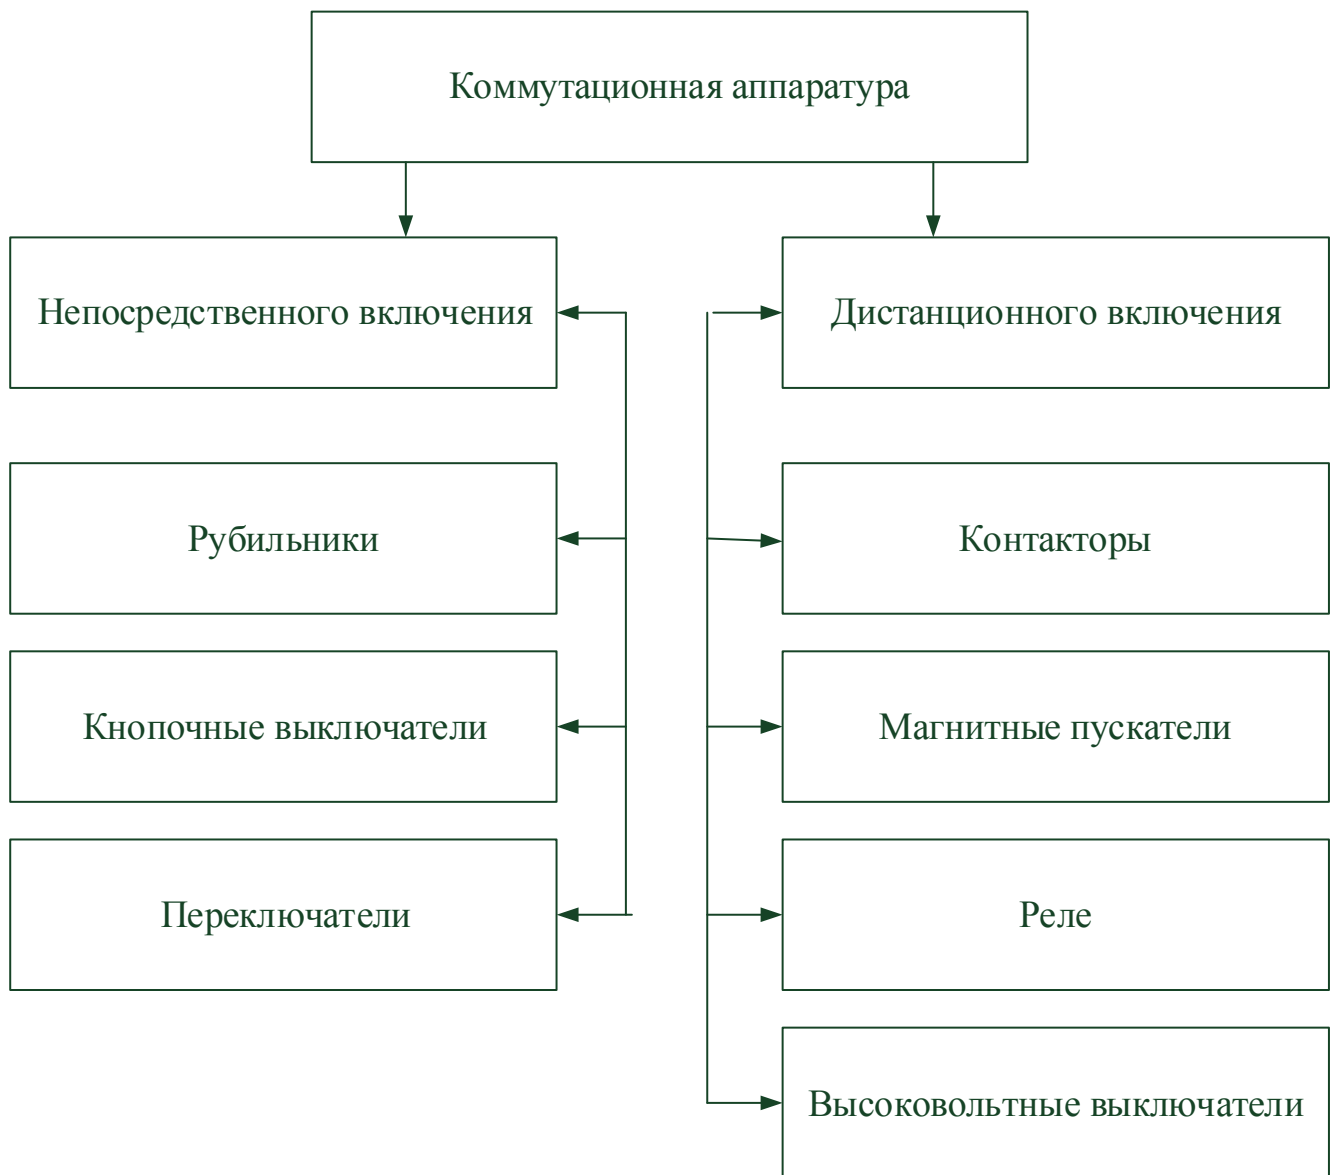 Коммутационная аппаратура
Непосредственного включения
Дистанционного включения
Рубильники
Контакторы
Кнопочные выключатели
Магнитные пускатели
Переключатели
Реле
Высоковольтные выключатели